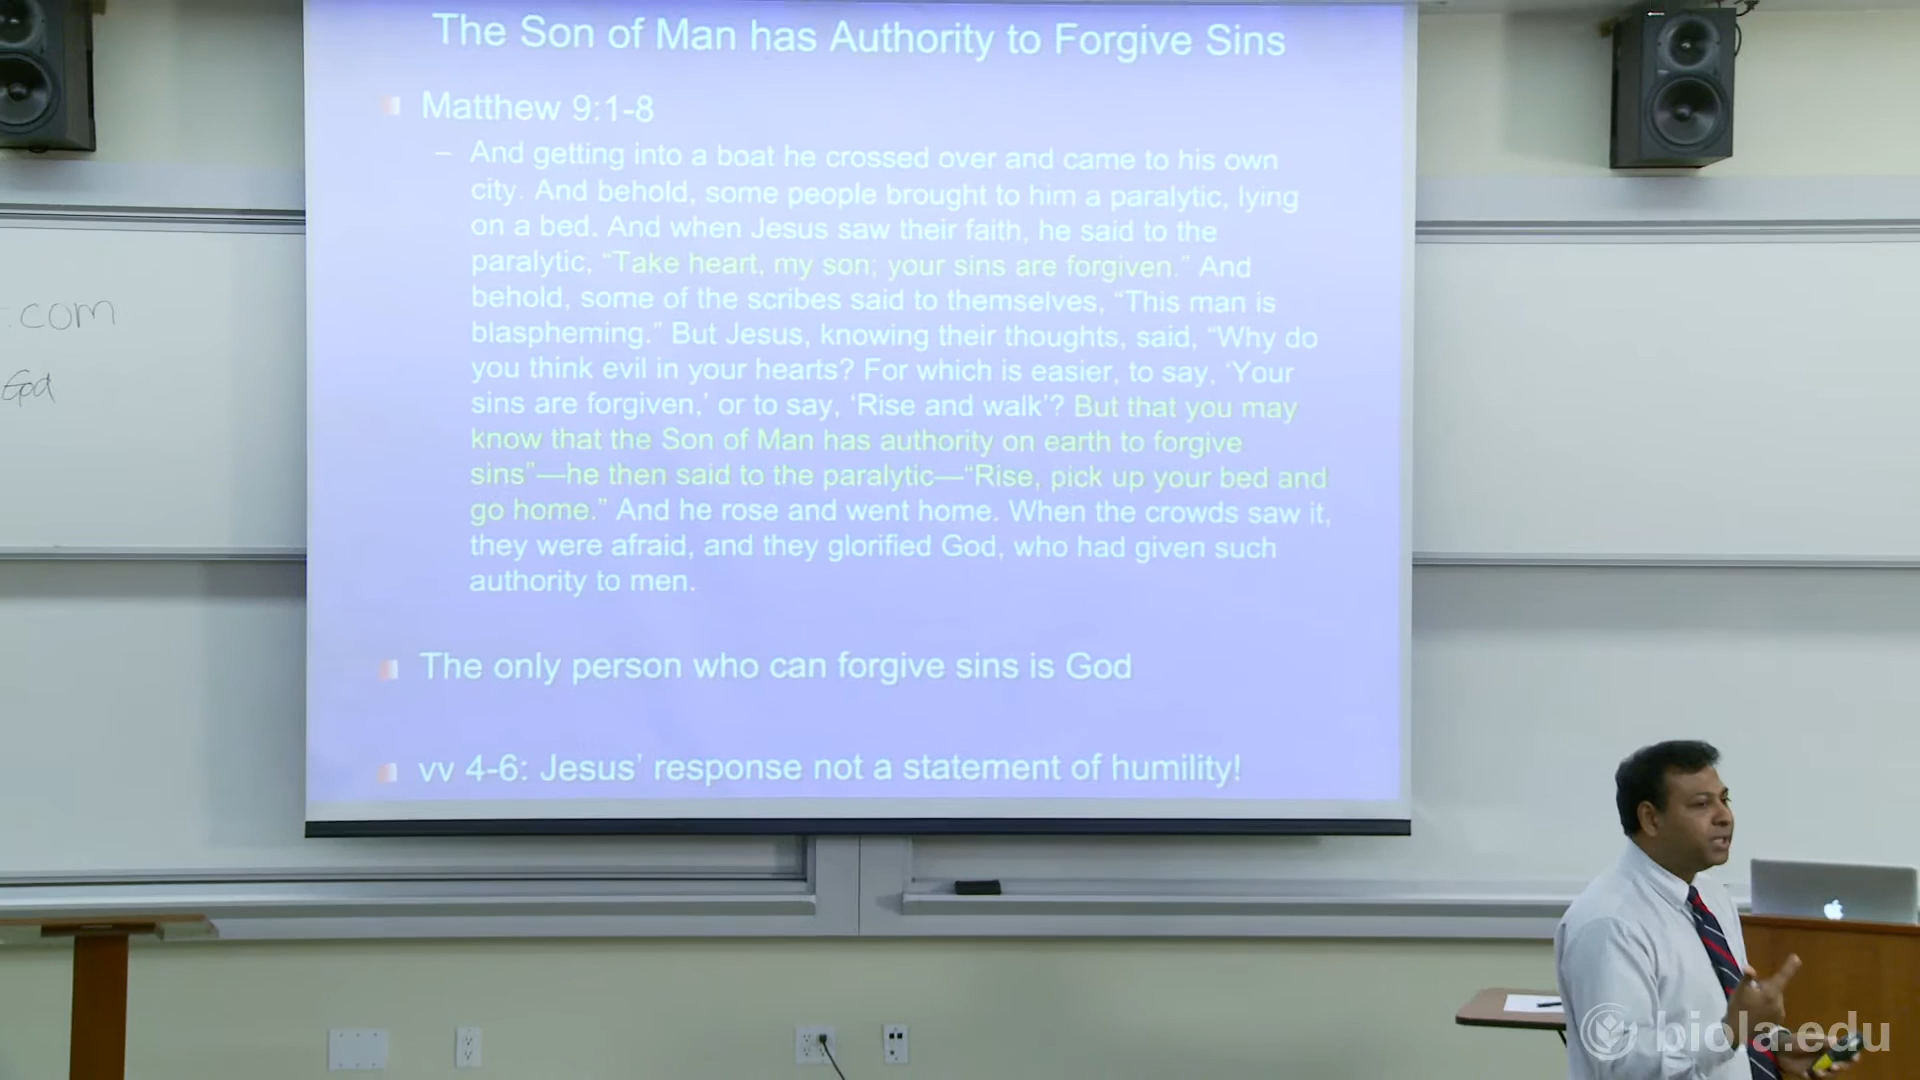 The Son of Man has Authority to Forgive Sins
Matthew 9:1-8
– And getting into a boat he crossed over and came to his own
city. And behold, some people brought to him a paralytic, lying
on a bed. And when Jesus saw their faith, he said to the
paralytic, “Take heart, my son; your sins are forgiven.” And
behold, some of the scribes said to themselves, “This man is
blaspheming.” But Jesus, knowing their thoughts, said, “Why do
you think evil in your hearts? For which is easier, to say, ‘Your
sins are forgiven,’ or to say, ‘Rise and walk’? But that you may
know that the Son of Man has authority on earth to forgive
sins”—he then said to the paralytic—“Rise, pick up your bed and
go home.” And he rose and went home. When the crowds saw it,
they were afraid, and they glorified God, who had given such
authority to men.
The only person who can forgive sins is God
vv 4-6: Jesus’ response not a statement of humility!
.com
God
biola.edu